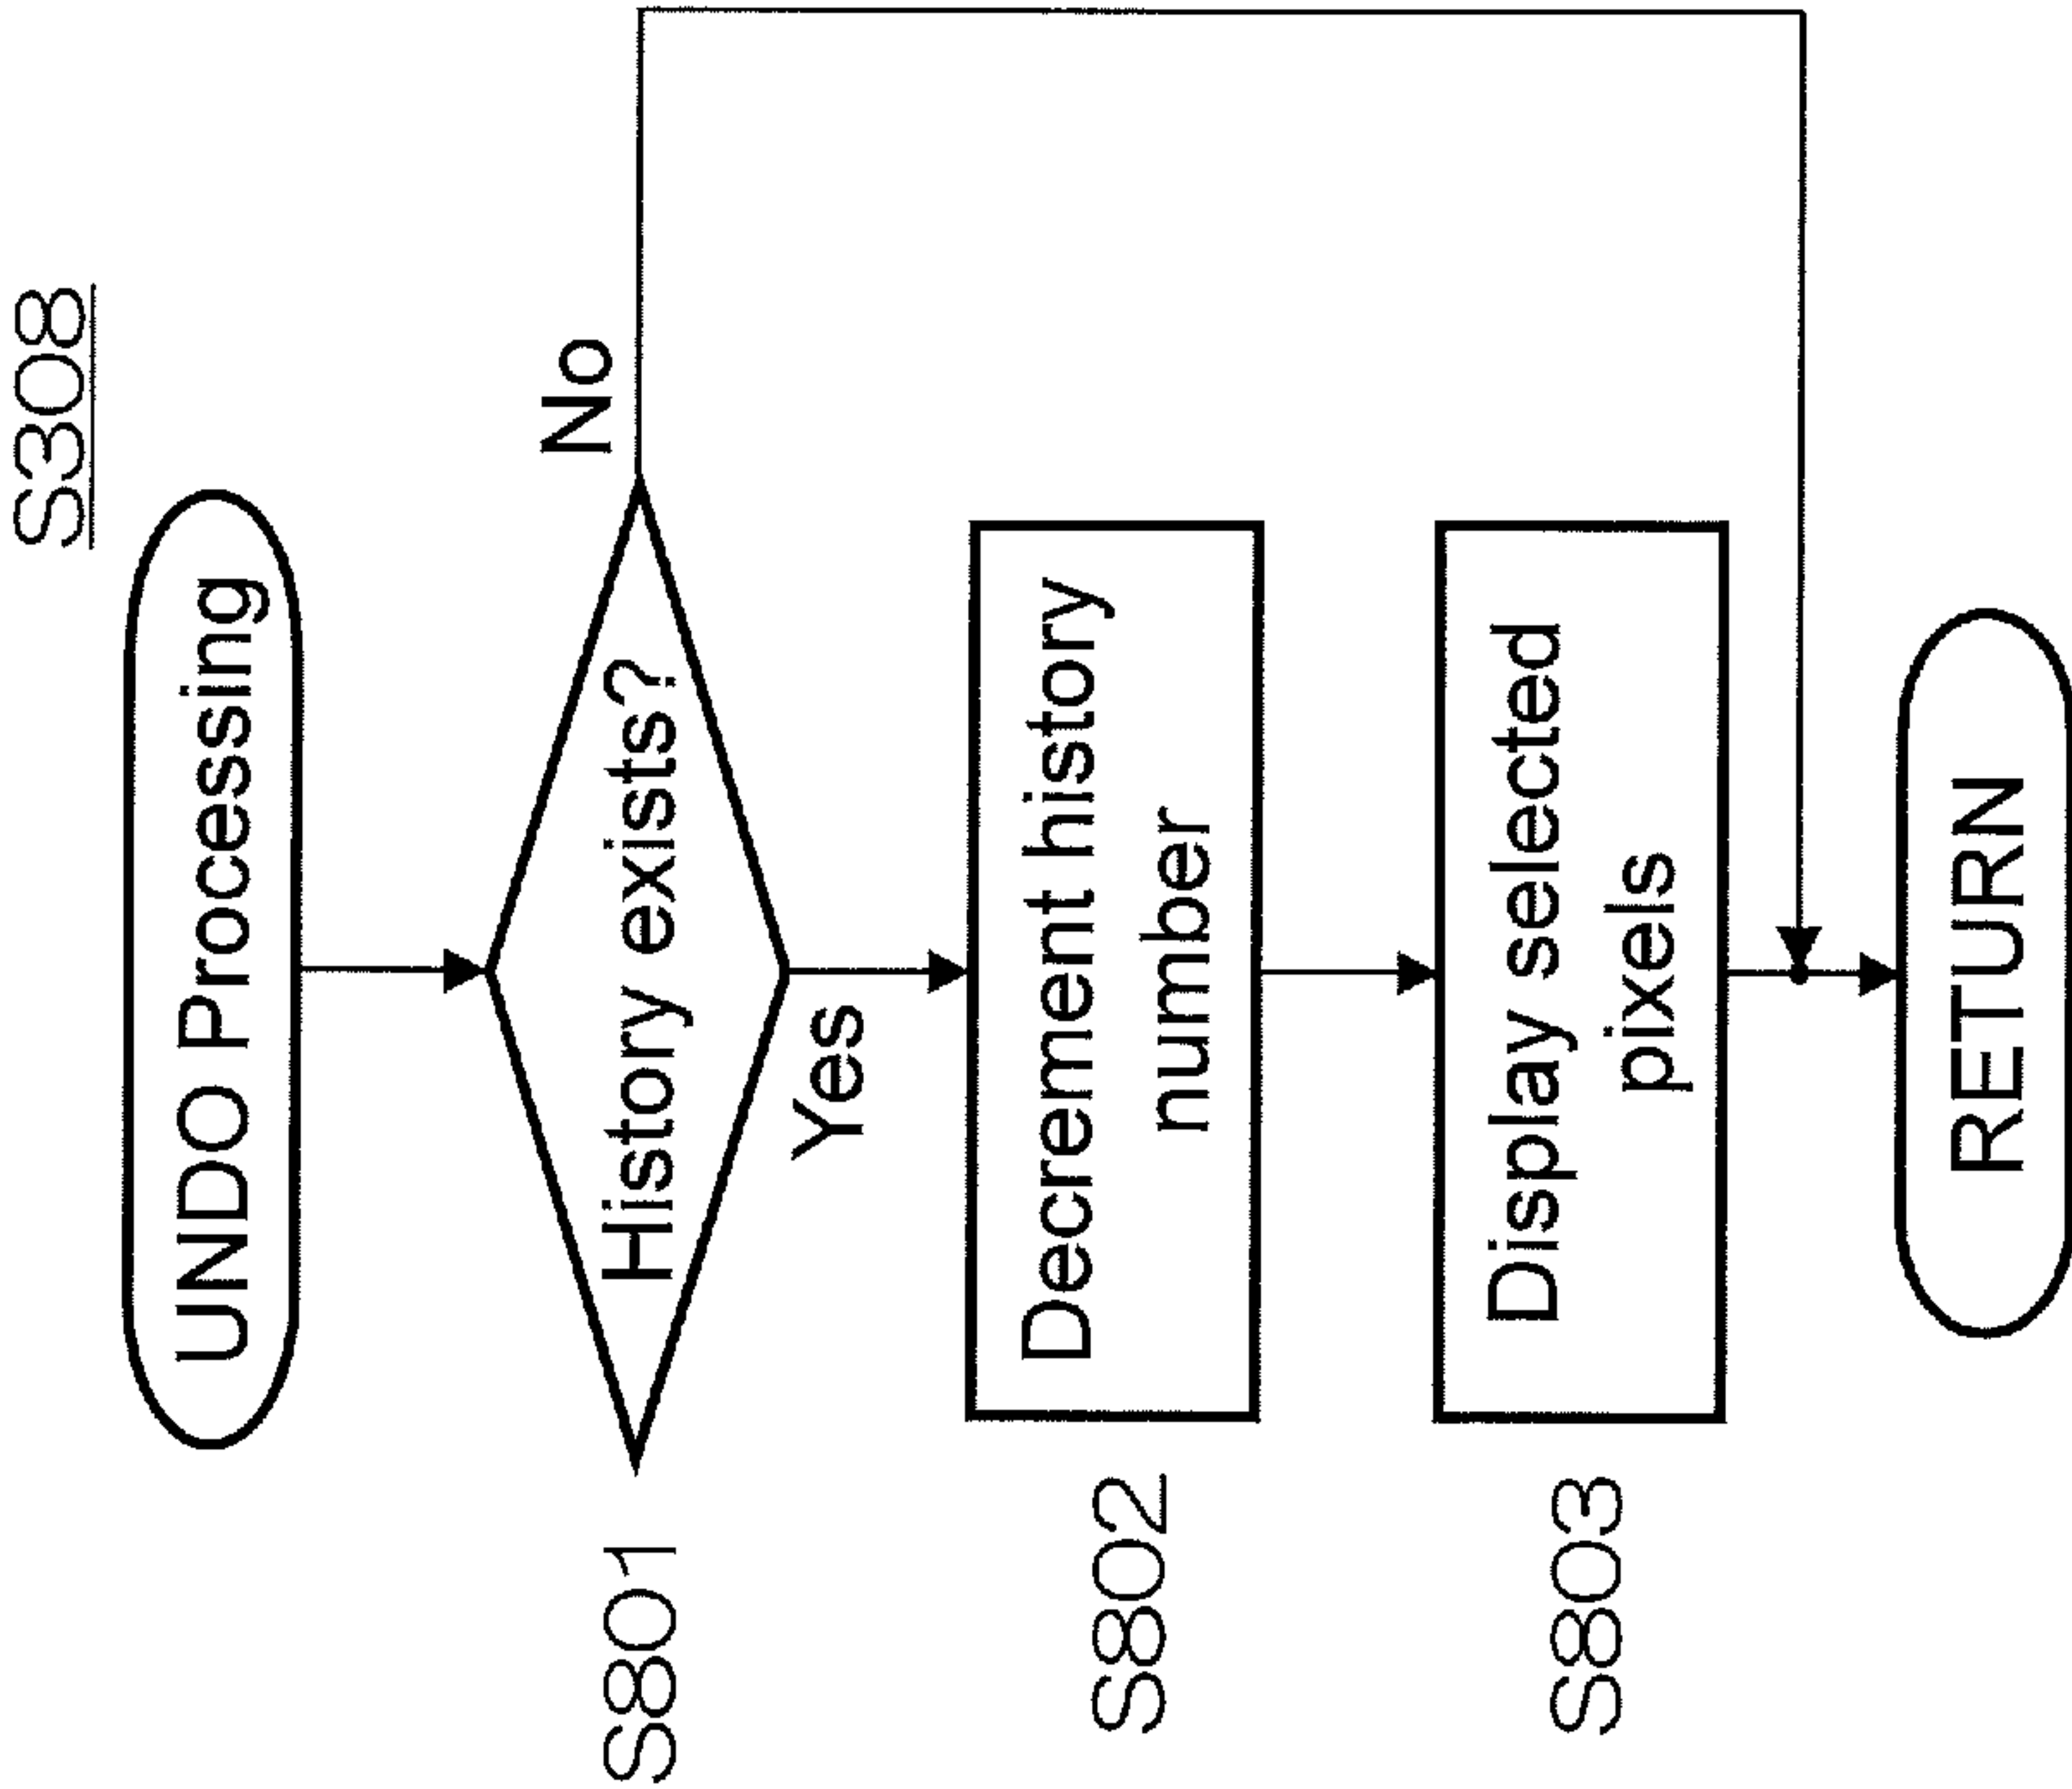 S308
UNDO Processing
S801
History exists?
No
Yes
S802
Decrement history
number
S803
Display selected
pixels
RETURN